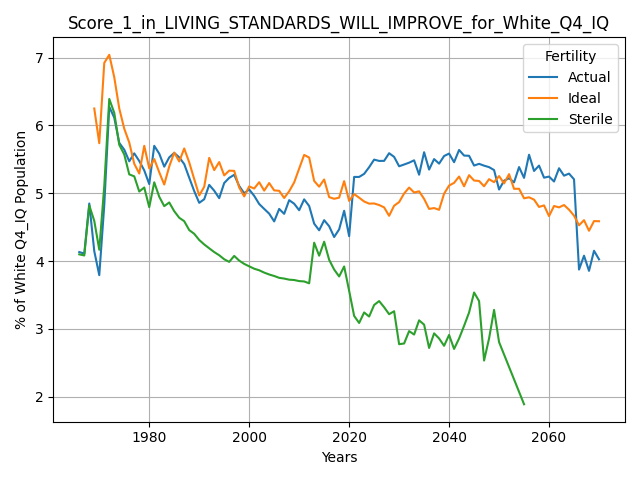 Score_1_in_LIVING_STANDARDS_WILL_IMPROVE_for_White_Q4_IQ
Fertility
Actual
Ideal
Sterile
% of White Q4_IQ Population
7
6
5
4
3
2
1980
2000
2020
2040
2060
Years